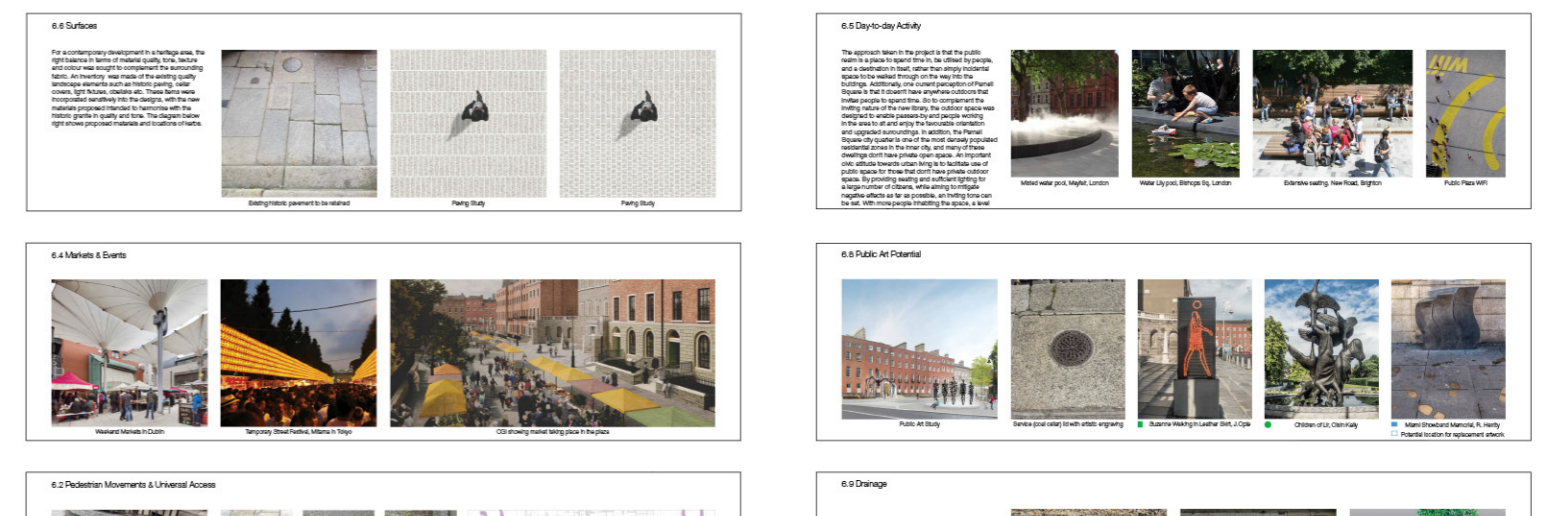 6.6 Surfaces
For a contemporary development in a heritage area, the
right balance in terms of material quality, tone, texture
and colour was sought to complement the surrounding
fabric. An inventory was made of the existing quality
landscape elements such as historic paving, cellar
covers, light fixtures, obelisks etc. These items were
incorporated sensitively into the designs, with the new
materials proposed intended to harmonise with the
historic granite in quality and tone. The diagram below
right shows proposed materials and locations of kerbs.
Existing historic pavement to be retained
Paving Study
Paving Study
6.5 Day-to-day Activity
The approach taken in the project is that the public
realm is a place to spend time in, be utilised by people,
and a destination in itself, rather than simply incidental
space to be walked through on the way into the
buildings. Additionally, one current perception of Parnell
Square is that it doesn't have anywhere outdoors that
invites people to spend time. So to complement the
inviting nature of the new library, the outdoor space was
designed to enable passers-by and people working
in the area to sit and enjoy the favourable orientation
and upgraded surroundings. In addition, the Parnell
Square city quarter is one of the most densely populated
residential zones in the inner city, and many of these
dwellings don't have private open space. An important
civic attitude towards urban living is to facilitate use of
public space for those that don't have private outdoor
space. By providing seating and sufficient lighting for
a large number of citizens, while aiming to mitigate
negative effects as far as possible, an inviting tone can
be set. With more people inhabiting the space, a level
WiFi
Misted water pool, Mayfair, London
Water Lily pool, Bishops Sq, London
Extensive seating. New Road, Brighton
Public Plaza WiFi
6.4 Markets & Events
Weekend Markets in Dublin
Temporary Street Festival, Mitama in Tokyo
CGI showing market taking place in the plaza
6.8 Public Art Potential
Public Art Study
Service (coal cellar) lid with artistic engraving
Suzanne Walking in Leather Skirt, J.Opie
Children of Lir, Oisín Kelly
Miami Showband Memorial, R. Herrity
Potential location for replacement artwork
6.2 Pedestrian Movements & Universal Access
6.9 Drainage